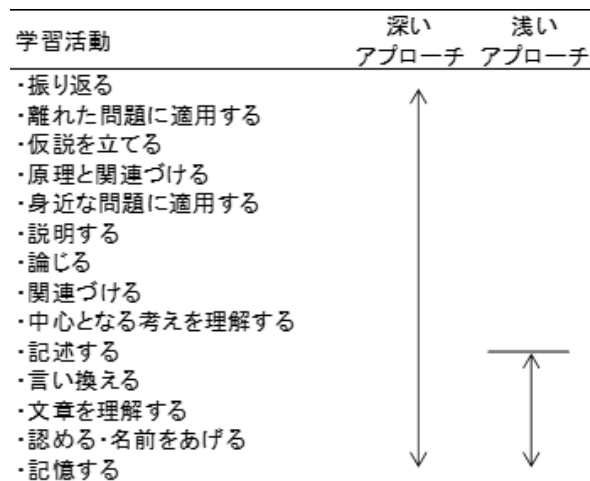 学習活動 深い アプローチ 浅い アプローチ
・振り返る
・離れた問題に適用する
・仮説を立てる
・原理と関連づける
・身近な問題に適用する
・説明する
・論じる
・関連づける
・中心となる考えを理解する
・記述する
・言い換える
・文章を理解する
・認める・名前をあげる
・記憶する